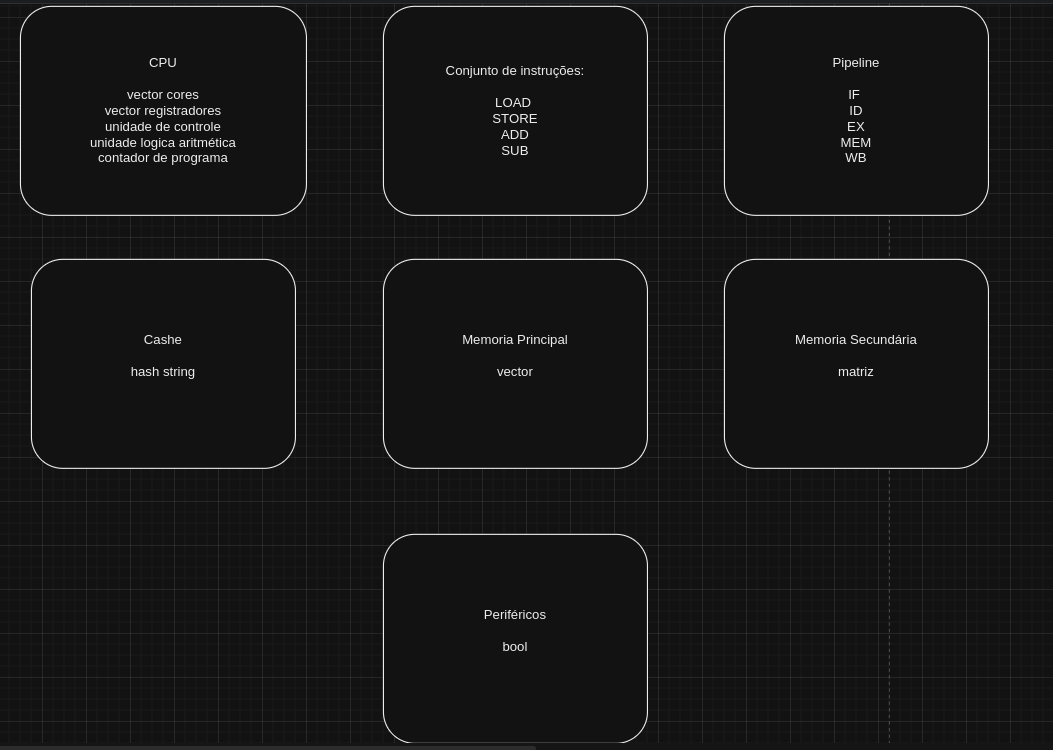 CPU
vector cores
vector registradores
unidade de controle
unidade logica aritmética
contador de programa
Conjunto de instruções:
LOAD
STORE
ADD
SUB
Pipeline
IF
ID
EX
MEM
WB
Cashe
hash string
Memoria Principal
vector
Memoria Secundária
matriz
Periféricos
bool